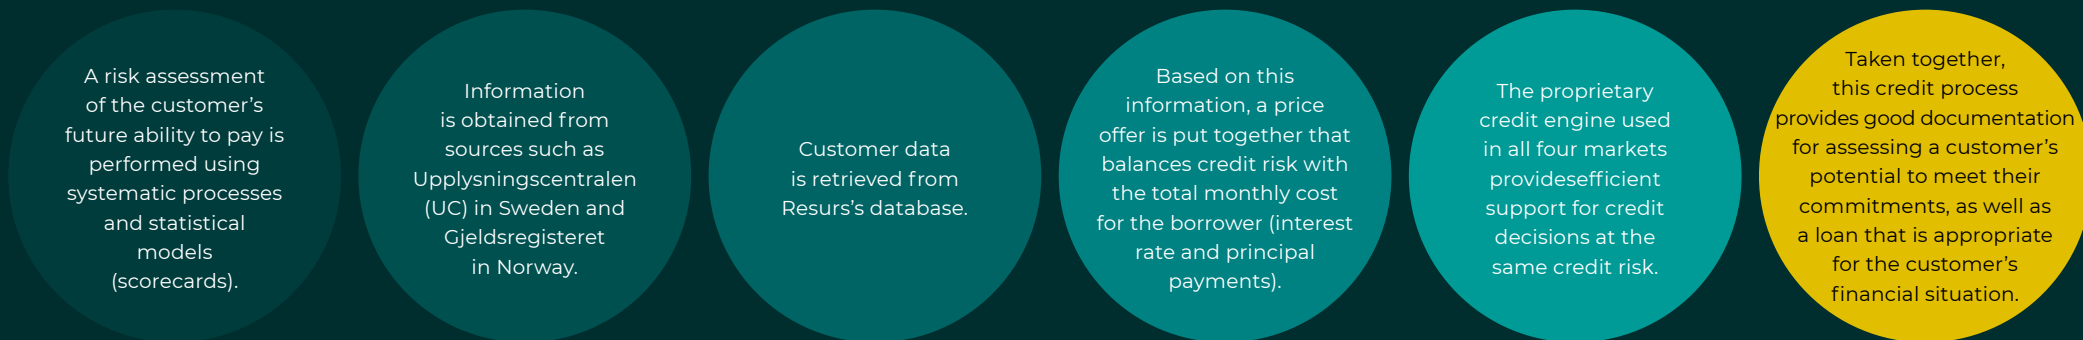 A risk assessment
of the customer's
future ability to pay is
performed using
systematic processes
and statistical
models
(scorecards).
Information
is obtained from
sources such as
Upplysningscentralen
(UC) in Sweden and
Gjeldsregisteret
in Norway.
Customer data
is retrieved from
Resurs's database.
Based on this
information, a price
offer is put together that
balances credit risk with
the total monthly cost
for the borrower (interest
rate and principal
payments).
The proprietary
credit engine used
in all four markets
providesefficient
support for credit
decisions at the
same credit risk.
Taken together,
this credit process
provides good documentation
for assessing a customer's
potential to meet their
commitments, as well as
a loan that is appropriate
for the customer's
financial situation.